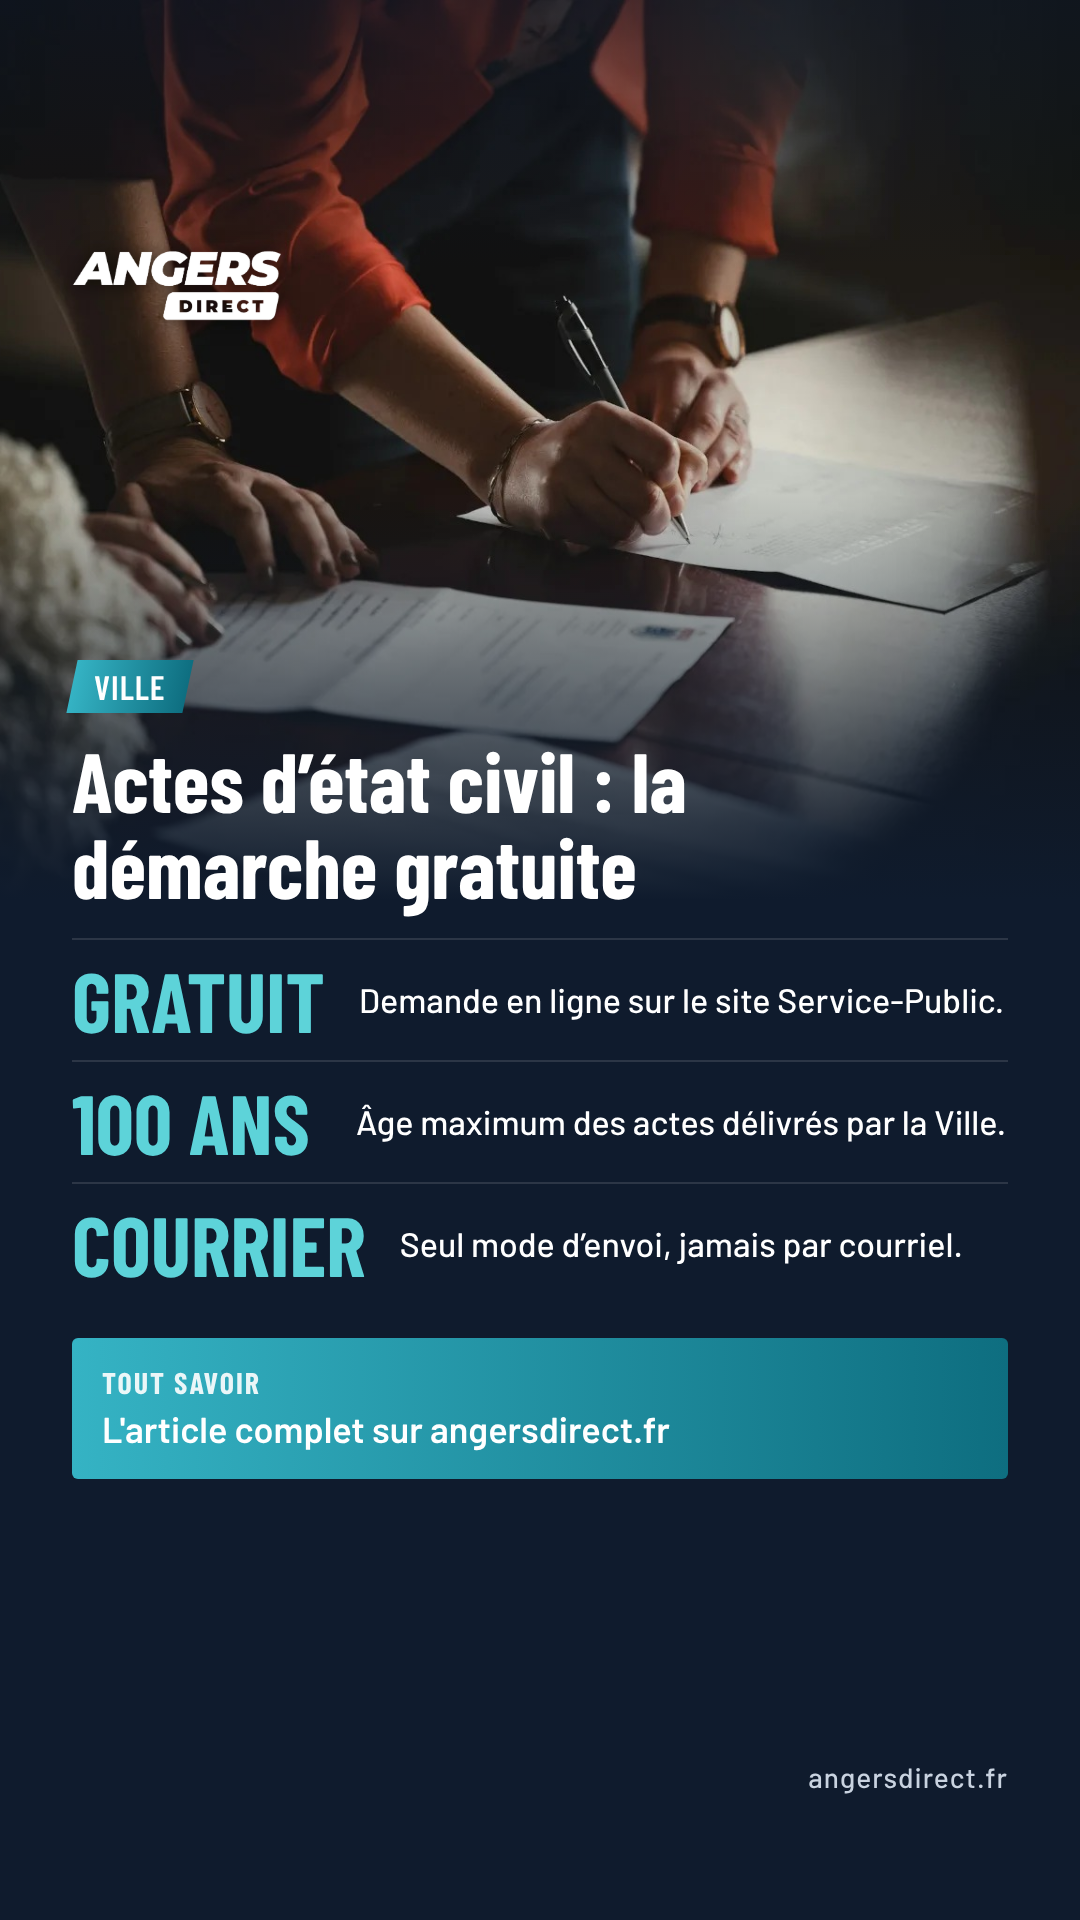 ANGERS
DIRECT
VILLE
Actes d’état civil : la
démarche gratuite
GRATUIT Demande en ligne sur le site Service-Public.
100 ANS Âge maximum des actes délivrés par la Ville.
COURRIER Seul mode d’envoi, jamais par courriel.
TOUT SAVOIR
L'article complet sur angersdirect.fr
angersdirect.fr